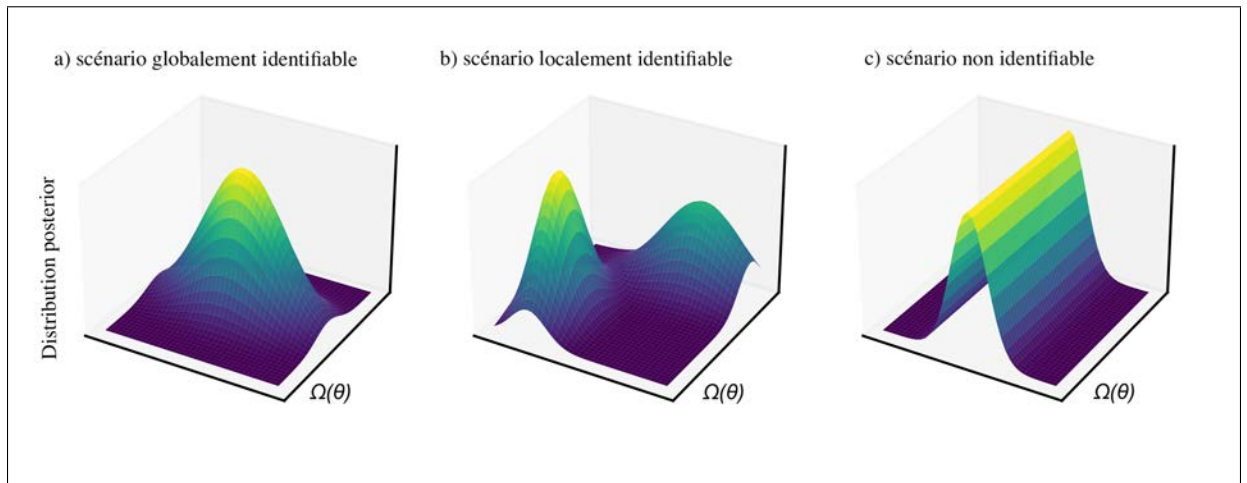 a) scénario globalement identifiable
b) scénario localement identifiable
c) scénario non identifiable
Distribution posterior
Ω(θ)
Ω(θ)
Ω(θ)